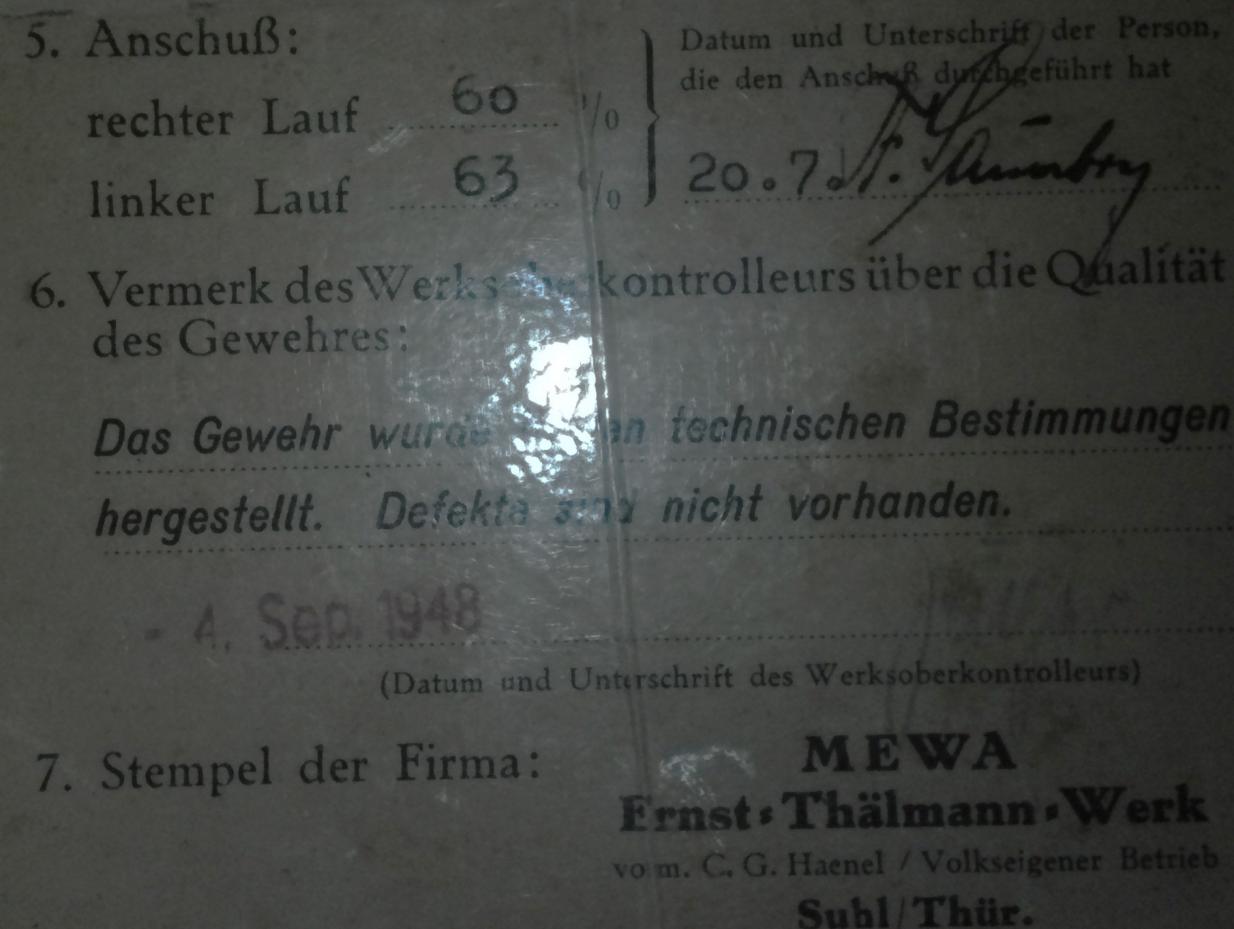 5. Anschuß:
rechter Lauf 60 %
linker Lauf 63 %
Datum und Unterschrift der Person,
die den Anschuß durchgeführt hat
20.7.
6. Vermerk des Werksoberkontrolleurs über die Qualität
des Gewehres:
Das Gewehr wurde technischen Bestimmungen
hergestellt. Defekte sind nicht vorhanden.
- 4. Sep. 1948
(Datum und Unterschrift des Werksoberkontrolleurs)
7. Stempel der Firma:
MEWA
Ernst-Thälmann-Werk
vorm. C. G. Haenel / Volkseigener Betrieb
Suhl/Thür.